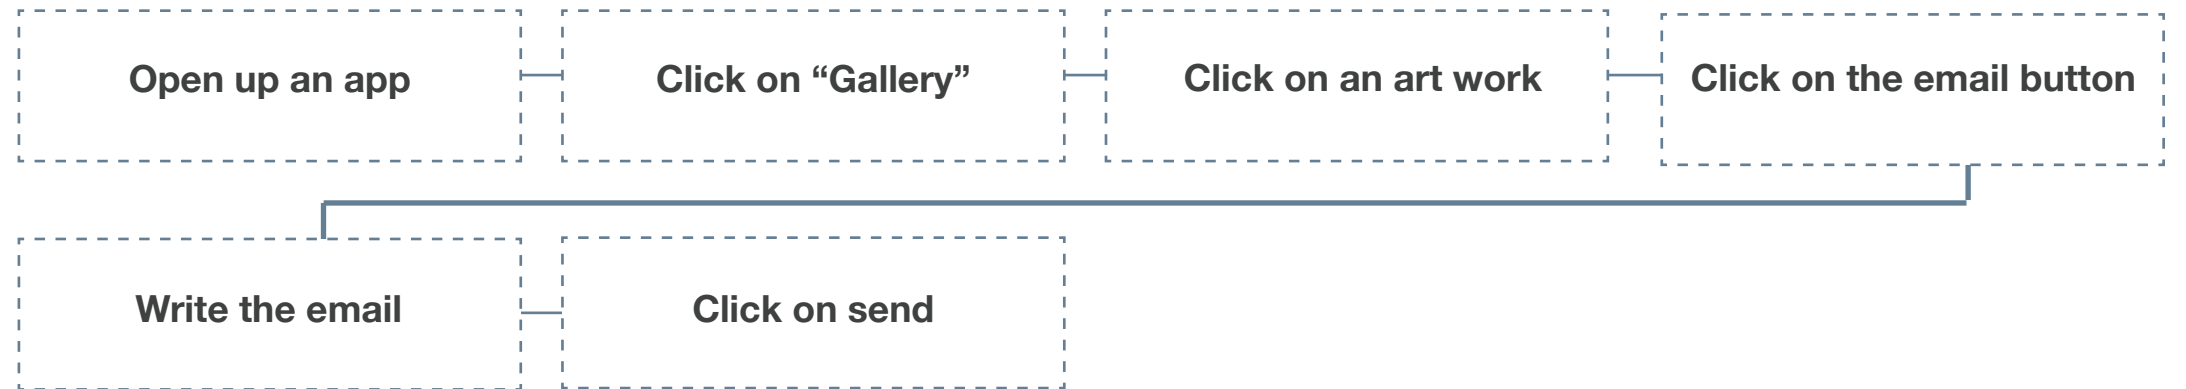 Open up an app
Click on “Gallery”
Click on an art work
Click on the email button
Write the email
Click on send